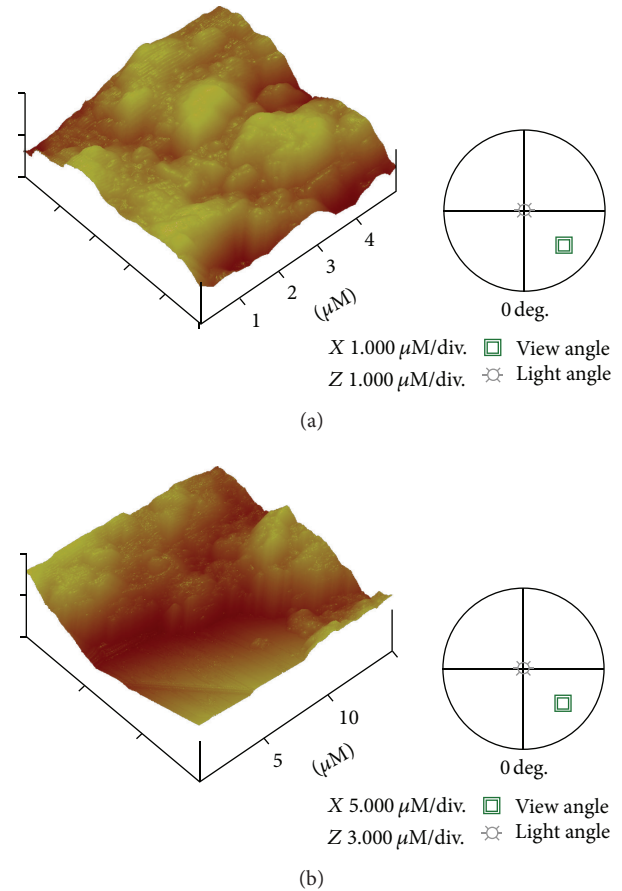 1
2
3
4
(μM)
0 deg.
X 1.000 μM/div.
View angle
Z 1.000 μM/div.
Light angle
(a)
5
10
(μM)
0 deg.
X 5.000 μM/div.
View angle
Z 3.000 μM/div.
Light angle
(b)